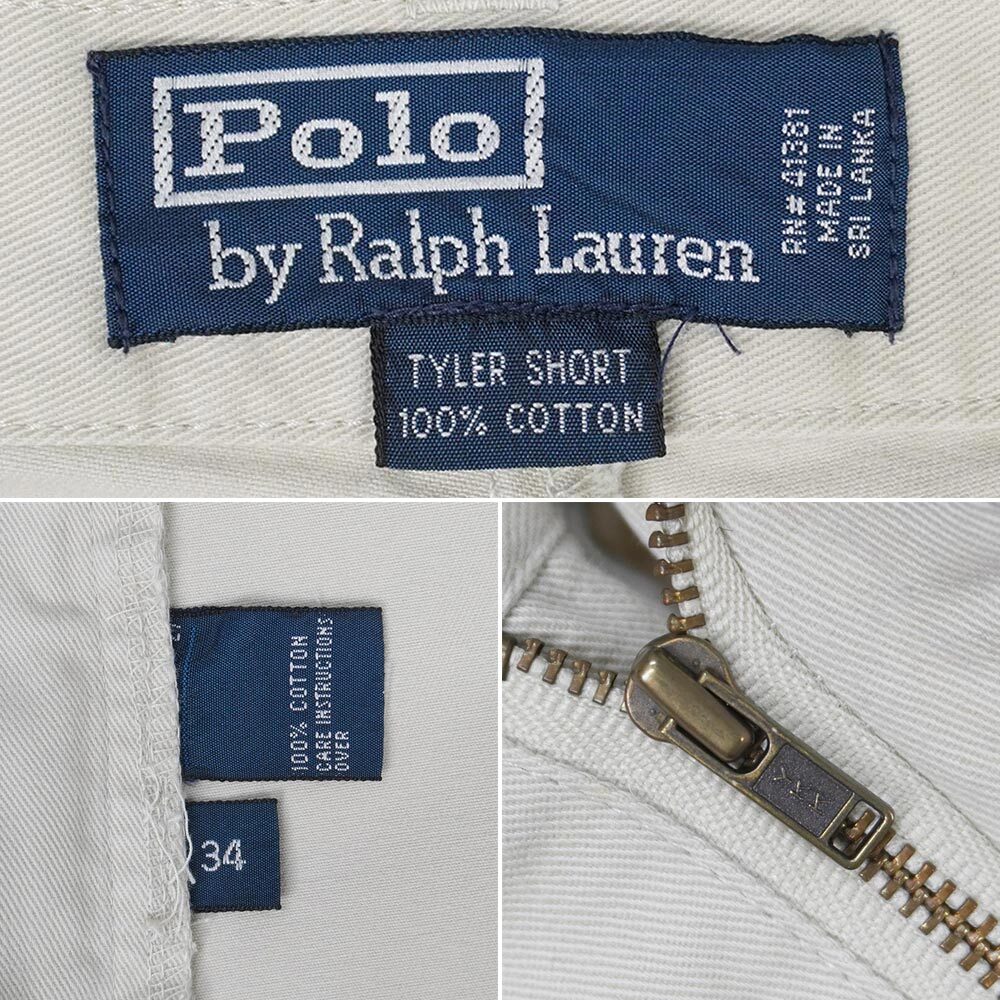 Polo
by Ralph Lauren
RN# 41381
MADE IN
SRI LANKA
TYLER SHORT
100% COTTON
100% COTTON
CARE INSTRUCTIONS
OVER
34
YKK